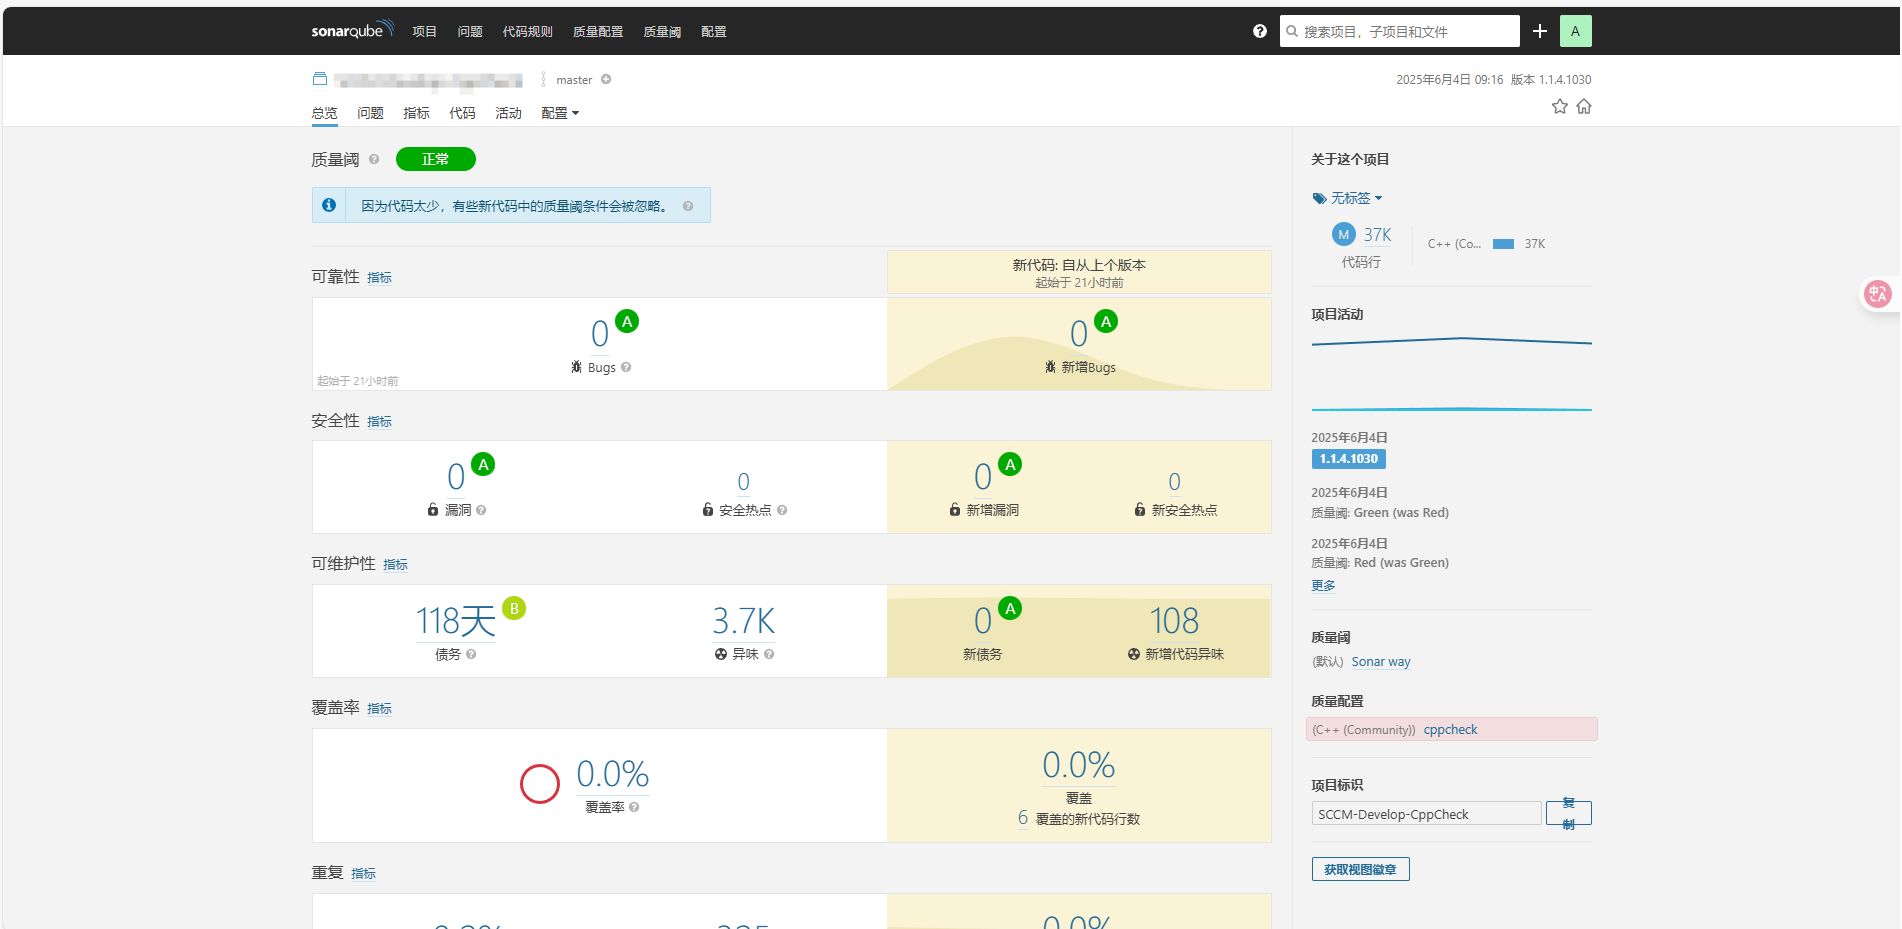 sonarqube 项目 问题 代码规则 质量配置 质量阈 配置 搜索项目，子项目和文件 A
master 2025年6月4日 09:16 版本 1.1.4.1030
总览 问题 指标 代码 活动 配置
质量阈 正常
因为代码太少，有些新代码中的质量阈条件会被忽略。
新代码: 自从上个版本
起始于 21小时前
可靠性 指标
0 A
Bugs
起始于 21小时前
0 A
新增Bugs
安全性 指标
0 A
漏洞
0
安全热点
0 A
新增漏洞
0
新安全热点
可维护性 指标
118天 B
债务
3.7K
异味
0 A
新债务
108
新增代码异味
覆盖率 指标
0.0%
覆盖率
0.0%
覆盖
6 覆盖的新代码行数
重复 指标
0.0%
关于这个项目
无标签
M 37K
代码行
C++ (Co... 37K
项目活动
2025年6月4日
1.1.4.1030
2025年6月4日
质量阈: Green (was Red)
2025年6月4日
质量阈: Red (was Green)
更多
质量阈
(默认) Sonar way
质量配置
(C++ (Community)) cppcheck
项目标识
SCCM-Develop-CppCheck
复制
获取视图徽章
中A